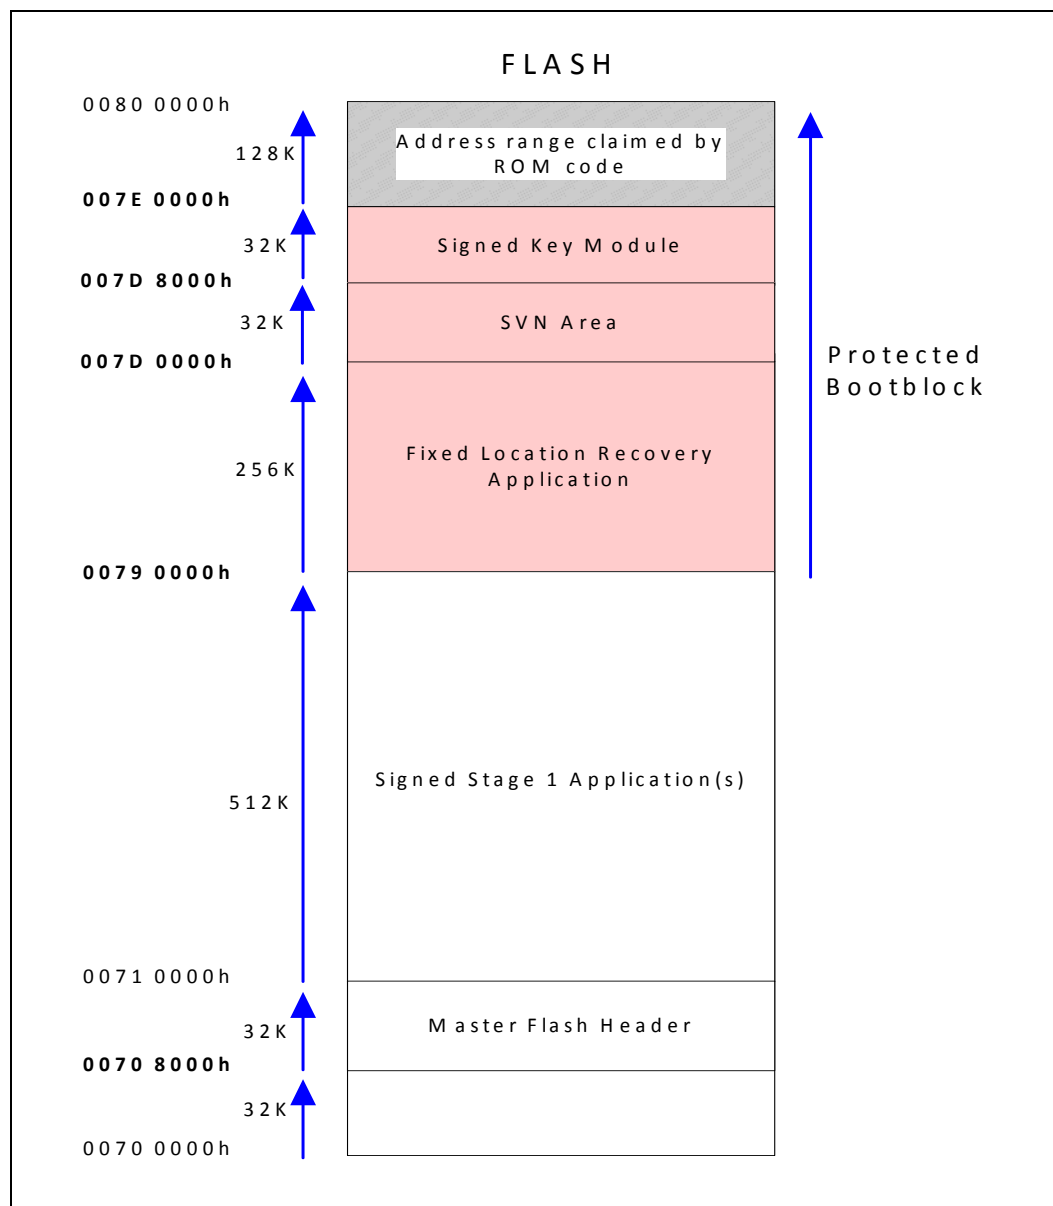 FLASH
0080 0000h
Address range claimed by
ROM code
128K
007E 0000h
Signed Key Module
32K
007D 8000h
SVN Area
32K
007D 0000h
Protected
Bootblock
Fixed Location Recovery
Application
256K
0079 0000h
Signed Stage 1 Application(s)
512K
0071 0000h
Master Flash Header
32K
0070 8000h
32K
0070 0000h